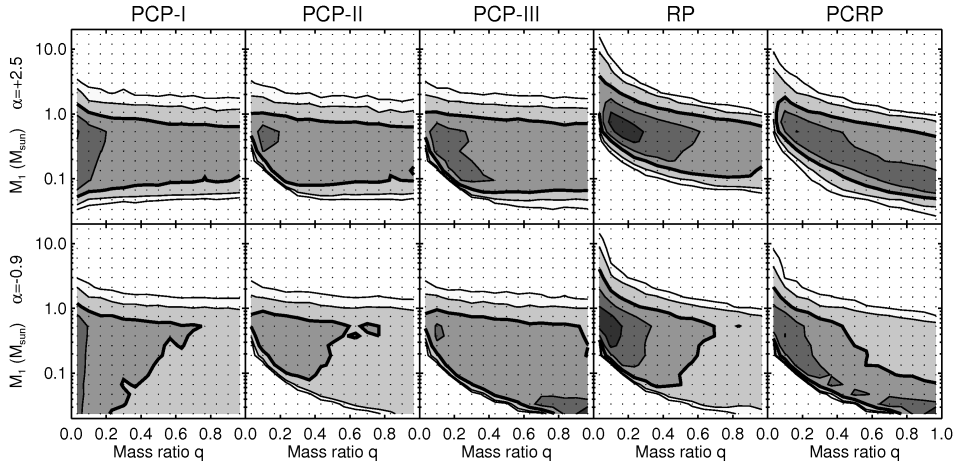 PCP-I PCP-II PCP-III RP PCRP
α=+2.5
M₁ (Msun)
10.0
1.0
0.1
α=-0.9
M₁ (Msun)
10.0
1.0
0.1
0.0 0.2 0.4 0.6 0.8 0.0 0.2 0.4 0.6 0.8 0.0 0.2 0.4 0.6 0.8 0.0 0.2 0.4 0.6 0.8 0.0 0.2 0.4 0.6 0.8 1.0
Mass ratio q Mass ratio q Mass ratio q Mass ratio q Mass ratio q